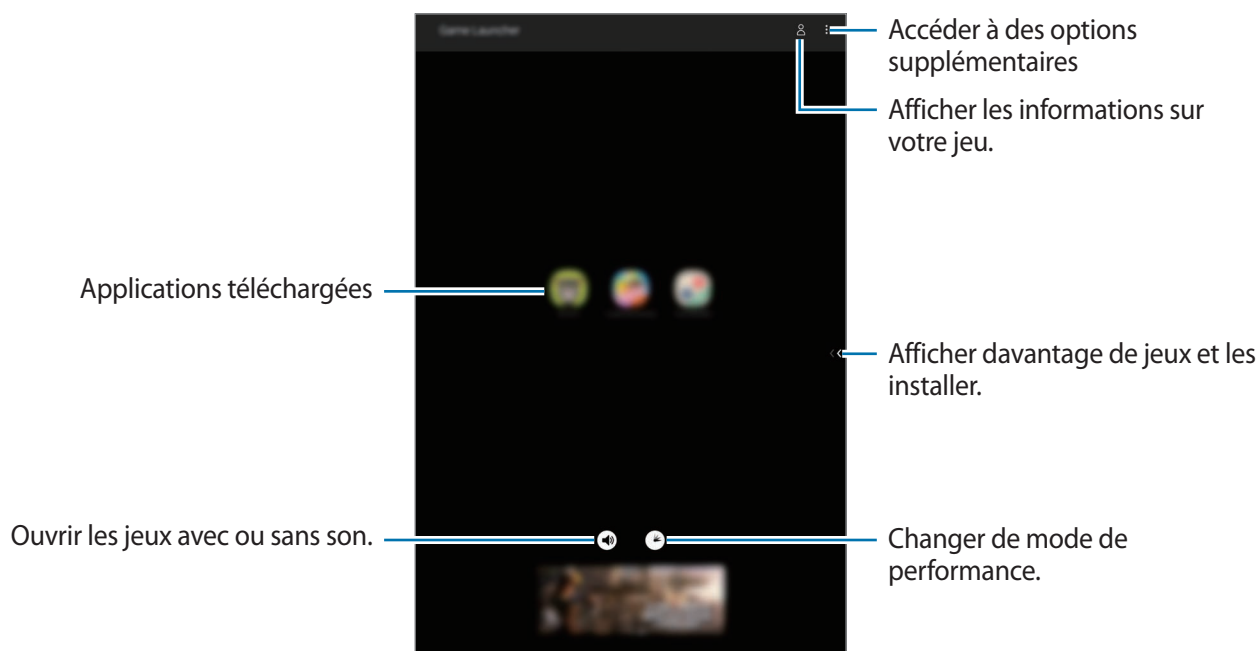 Game Launcher
Accéder à des options
supplémentaires
Afficher les informations sur
votre jeu.
Applications téléchargées
Afficher davantage de jeux et les
installer.
Ouvrir les jeux avec ou sans son.
Changer de mode de
performance.